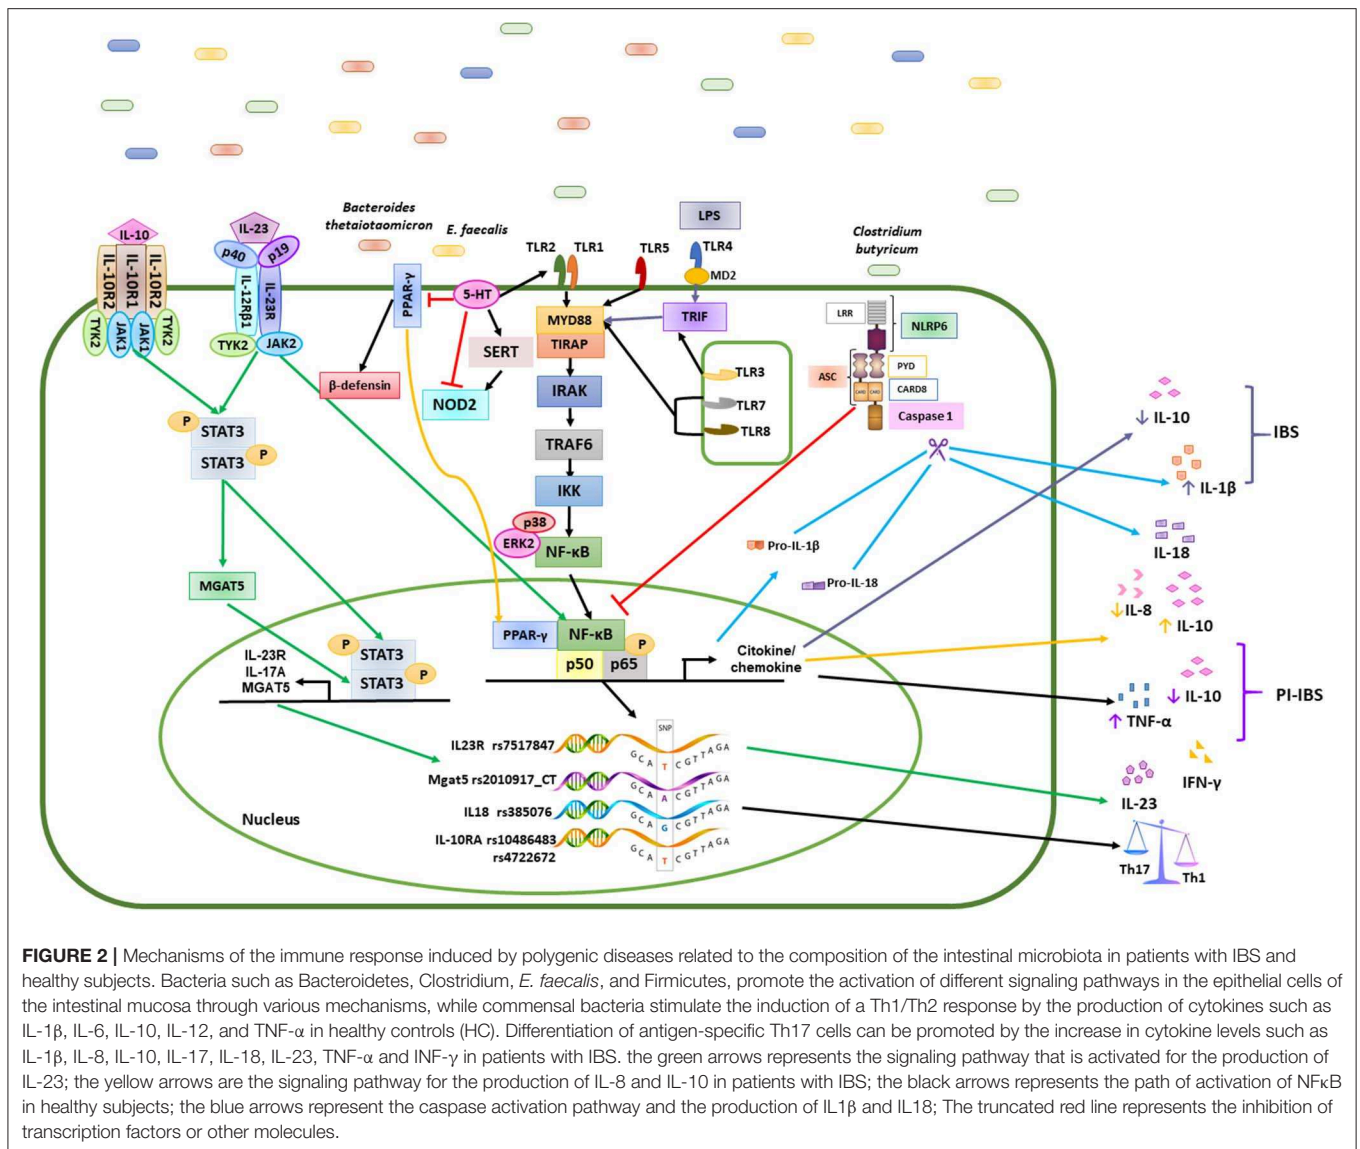 Bacteroides
thetaiotaomicron
E. faecalis
LPS
Clostridium
butyricum
IL-10
IL-10R2
IL-10R1
IL-10R2
TYK2
JAK1
JAK1
TYK2
IL-23
p40
p19
IL-12Rβ1
IL-23R
TYK2
JAK2
PPAR-γ
5-HT
TLR2
TLR1
TLR5
TLR4
MD2
MYD88
TIRAP
TRIF
SERT
β-defensin
NOD2
IRAK
TRAF6
IKK
p38
ERK2
NF-κB
TLR3
TLR7
TLR8
LRR
NLRP6
ASC
PYD
CARD
CARD
CARD8
Caspase 1
P
STAT3
STAT3
P
MGAT5
Pro-IL-1β
Pro-IL-18
PPAR-γ
NF-κB
P
p50
p65
Citokine/
chemokine
P
STAT3
STAT3
P
IL-23R
IL-17A
MGAT5
SNP
IL23R rs7517847
GCA T CGTTAGA
Mgat5 rs2010917_CT
GCA A CGTTAGA
IL18 rs385076
GCA G CGTTAGA
IL-10RA rs10486483
rs4722672
GCA T CGTTAGA
Nucleus
IL-10
IBS
IL-1β
IL-18
IL-8
IL-10
IL-10
PI-IBS
TNF-α
IFN-γ
IL-23
Th17
Th1
FIGURE 2 | Mechanisms of the immune response induced by polygenic diseases related to the composition of the intestinal microbiota in patients with IBS and
healthy subjects. Bacteria such as Bacteroidetes, Clostridium, E. faecalis, and Firmicutes, promote the activation of different signaling pathways in the epithelial cells of
the intestinal mucosa through various mechanisms, while commensal bacteria stimulate the induction of a Th1/Th2 response by the production of cytokines such as
IL-1β, IL-6, IL-10, IL-12, and TNF-α in healthy controls (HC). Differentiation of antigen-specific Th17 cells can be promoted by the increase in cytokine levels such as
IL-1β, IL-8, IL-10, IL-17, IL-18, IL-23, TNF-α and INF-γ in patients with IBS. the green arrows represents the signaling pathway that is activated for the production of
IL-23; the yellow arrows are the signaling pathway for the production of IL-8 and IL-10 in patients with IBS; the black arrows represents the path of activation of NFκB
in healthy subjects; the blue arrows represent the caspase activation pathway and the production of IL1β and IL18; The truncated red line represents the inhibition of
transcription factors or other molecules.